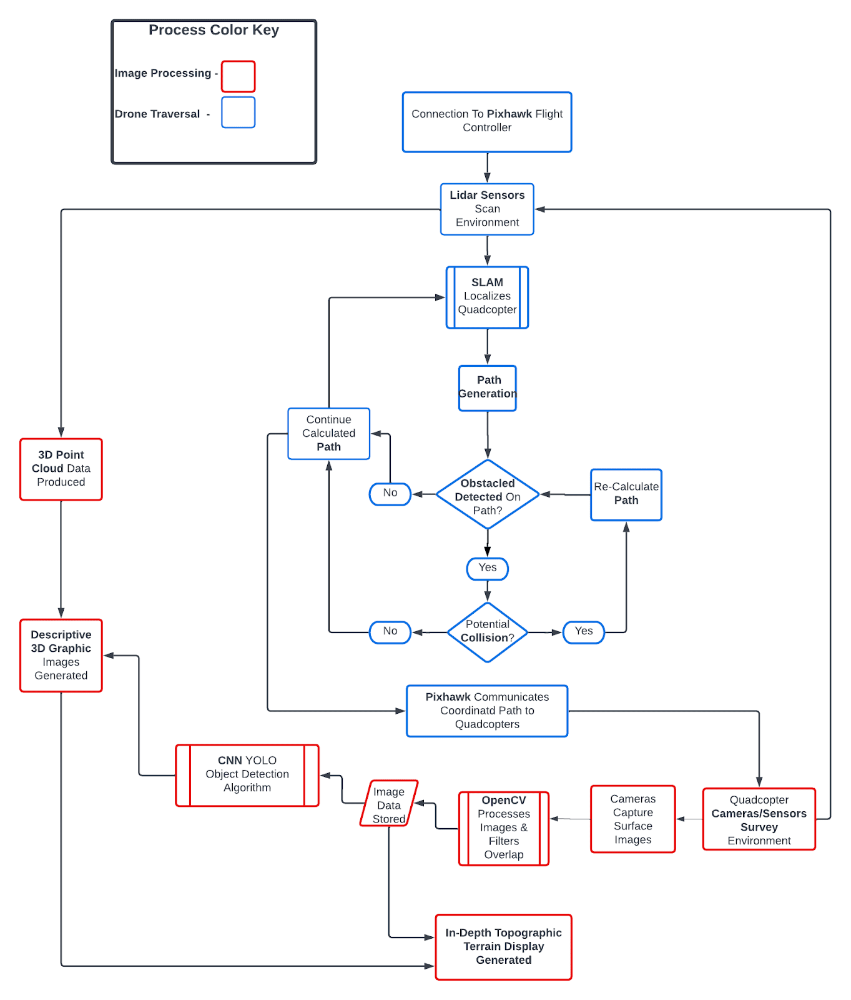 Process Color Key
Image Processing -
Drone Traversal -
Connection To Pixhawk Flight
Controller
Lidar Sensors
Scan
Environment
SLAM
Localizes
Quadcopter
Path
Generation
Continue
Calculated
Path
3D Point
Cloud Data
Produced
No
Obstacled
Detected On
Path?
Re-Calculate
Path
Yes
No
Potential
Collision?
Yes
Descriptive
3D Graphic
Images
Generated
Pixhawk Communicates
Coordinatd Path to
Quadcopters
CNN YOLO
Object Detection
Algorithm
Image
Data
Stored
OpenCV
Processes
Images &
Filters
Overlap
Cameras
Capture
Surface
Images
Quadcopter
Cameras/Sensors
Survey
Environment
In-Depth Topographic
Terrain Display
Generated